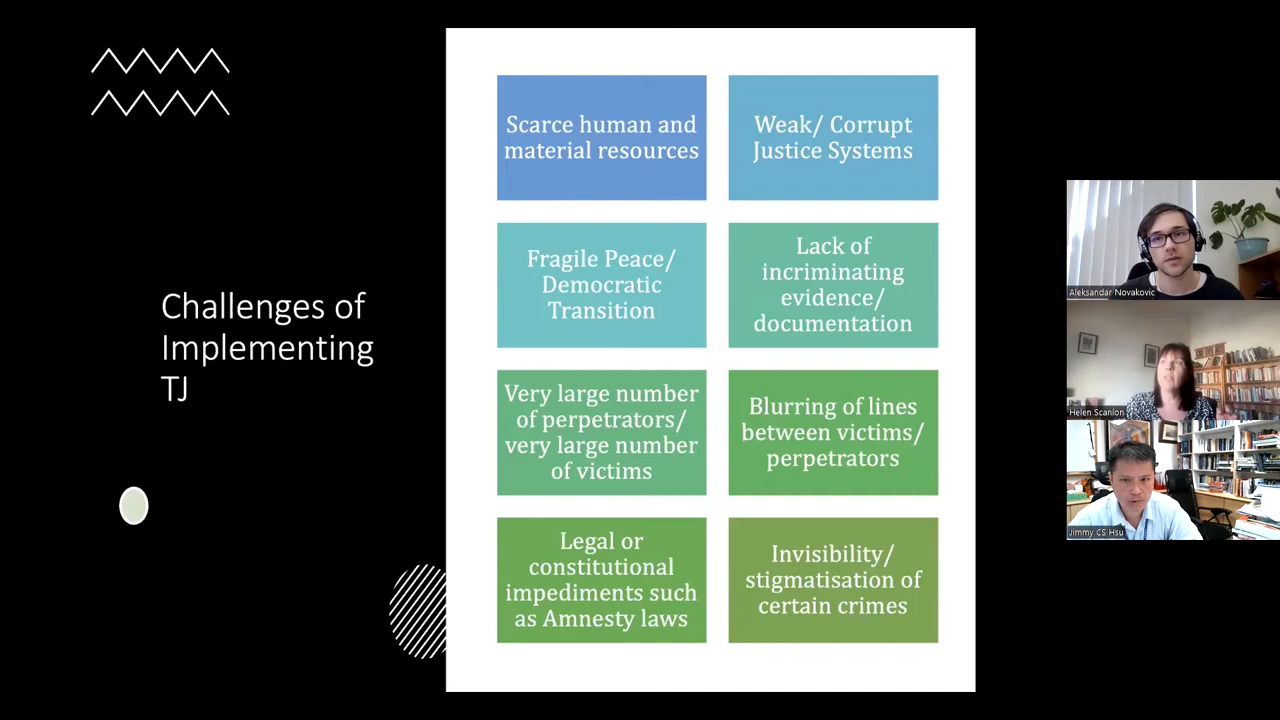 Challenges of
Implementing
TJ
Scarce human and
material resources
Weak/ Corrupt
Justice Systems
Fragile Peace/
Democratic
Transition
Lack of
incriminating
evidence/
documentation
Very large number
of perpetrators/
very large number
of victims
Blurring of lines
between victims/
perpetrators
Legal or
constitutional
impediments such
as Amnesty laws
Invisibility/
stigmatisation of
certain crimes
Aleksandar Novakovic
Helen Scanlon
Jimmy CS Hsu